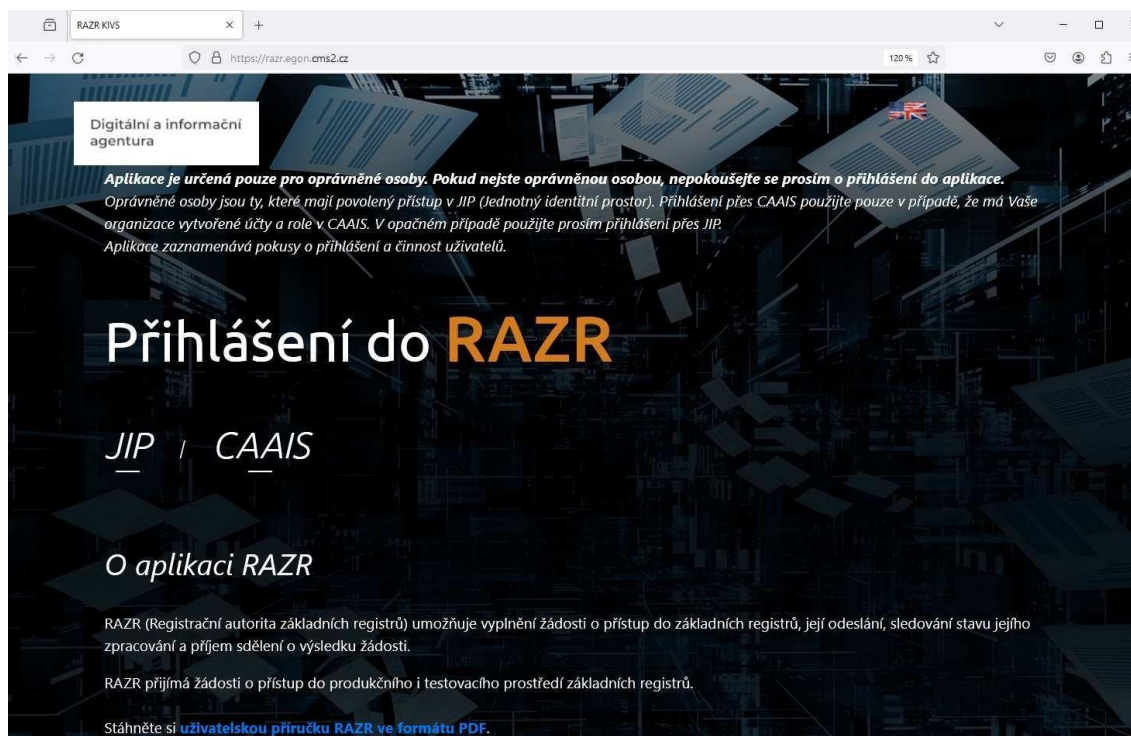 RAZR KIVS
https://razr.egon.cms2.cz
120 %
Digitální a informační
agentura
Aplikace je určená pouze pro oprávněné osoby. Pokud nejste oprávněnou osobou, nepokoušejte se prosím o přihlášení do aplikace.
Oprávněné osoby jsou ty, které mají povolený přístup v JIP (Jednotný identitní prostor). Přihlášení přes CAAIS použijte pouze v případě, že má Vaše
organizace vytvořené účty a role v CAAIS. V opačném případě použijte prosím přihlášení přes JIP.
Aplikace zaznamenává pokusy o přihlášení a činnost uživatelů.
Přihlášení do RAZR
JIP / CAAIS
O aplikaci RAZR
RAZR (Registrační autorita základních registrů) umožňuje vyplnění žádosti o přístup do základních registrů, její odeslání, sledování stavu jejího
zpracování a příjem sdělení o výsledku žádosti.
RAZR přijímá žádosti o přístup do produkčního i testovacího prostředí základních registrů.
Stáhněte si uživatelskou příručku RAZR ve formátu PDF.